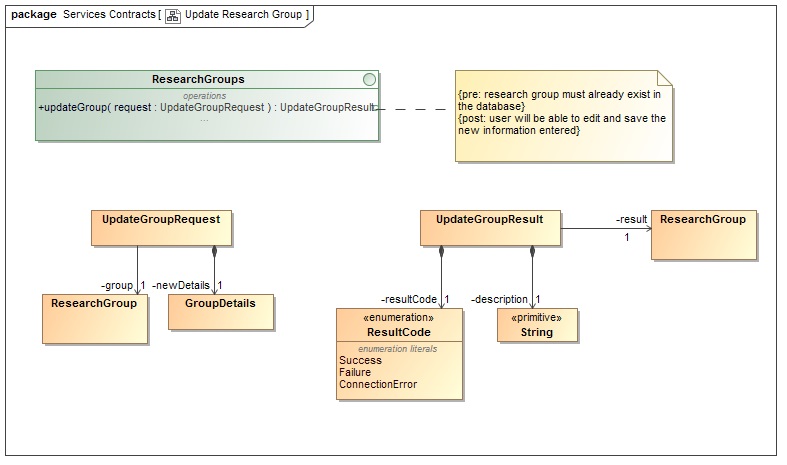 package Services Contracts [ Update Research Group ]
ResearchGroups
operations
+updateGroup( request : UpdateGroupRequest ) : UpdateGroupResult
...
{pre: research group must already exist in
the database}
{post: user will be able to edit and save the
new information entered}
UpdateGroupRequest
UpdateGroupResult
-result
1
ResearchGroup
-group
1
-newDetails
1
ResearchGroup
GroupDetails
-resultCode
1
-description
1
«enumeration»
ResultCode
enumeration literals
Success
Failure
ConnectionError
«primitive»
String